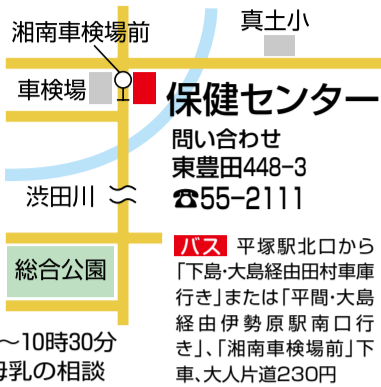 真土小
湘南車検場前
車検場
保健センター
問い合わせ
東豊田448-3
☎55-2111
渋田川
総合公園
バス 平塚駅北口から
「下島・大島経由田村車庫
行き」または「平間・大島
経由伊勢原駅南口行
き」、「湘南車検場前」下
車、大人片道230円
〜10時30分
母乳の相談